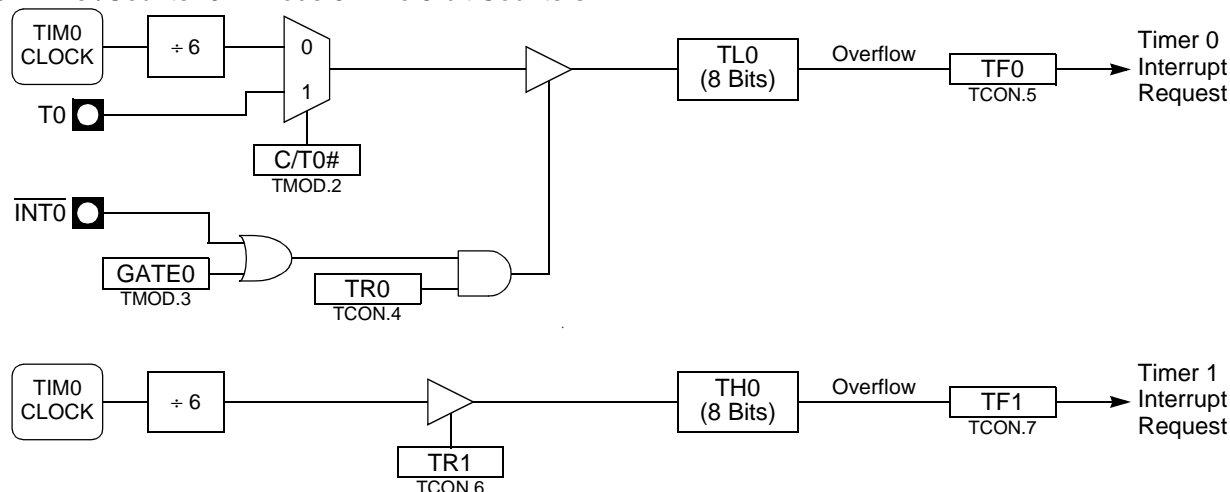 TIM0
CLOCK
÷ 6
0
1
T0
C/T0#
TMOD.2
TL0
(8 Bits)
Overflow
TF0
TCON.5
Timer 0
Interrupt
Request
INT0
GATE0
TMOD.3
TR0
TCON.4
TIM0
CLOCK
÷ 6
TR1
TCON.6
TH0
(8 Bits)
Overflow
TF1
TCON.7
Timer 1
Interrupt
Request